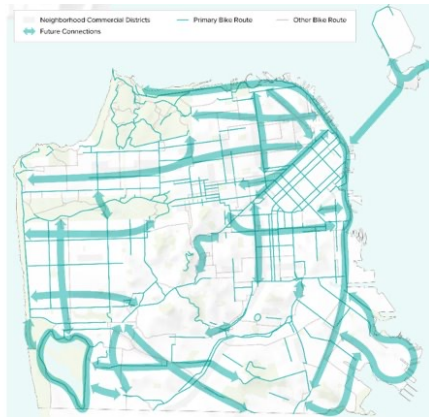 Neighborhood Commercial Districts Primary Bike Route Other Bike Route
Future Connections